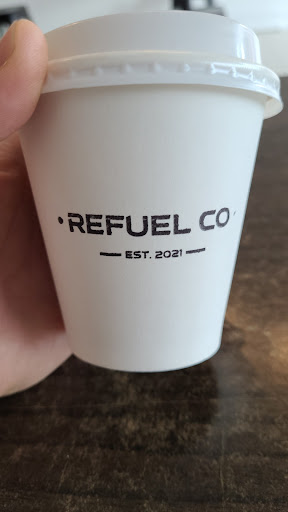 • REFUEL CO •
— EST. 2021 —